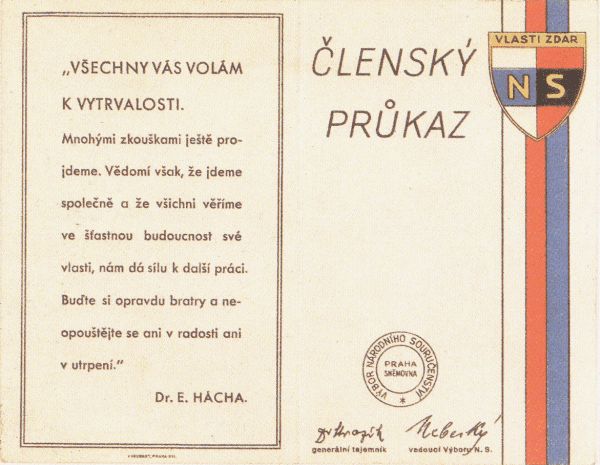 „VŠECHNY VÁS VOLÁM
K VYTRVALOSTI.
Mnohými zkouškami ještě pro-
jdeme. Vědomí však, že jdeme
společně a že všichni věříme
ve šťastnou budoucnost své
vlasti, nám dá sílu k další práci.
Buďte si opravdu bratry a ne-
opouštějte se ani v radosti ani
v utrpení.“
Dr. E. HÁCHA.
ČLENSKÝ
PRŮKAZ
VLASTI ZDAR
NS
VÝBOR NÁRODNÍHO SOURUČENSTVÍ
PRAHA
SNĚMOVNA
Nebeský
generální tajemník
vedoucí Výboru N. S.